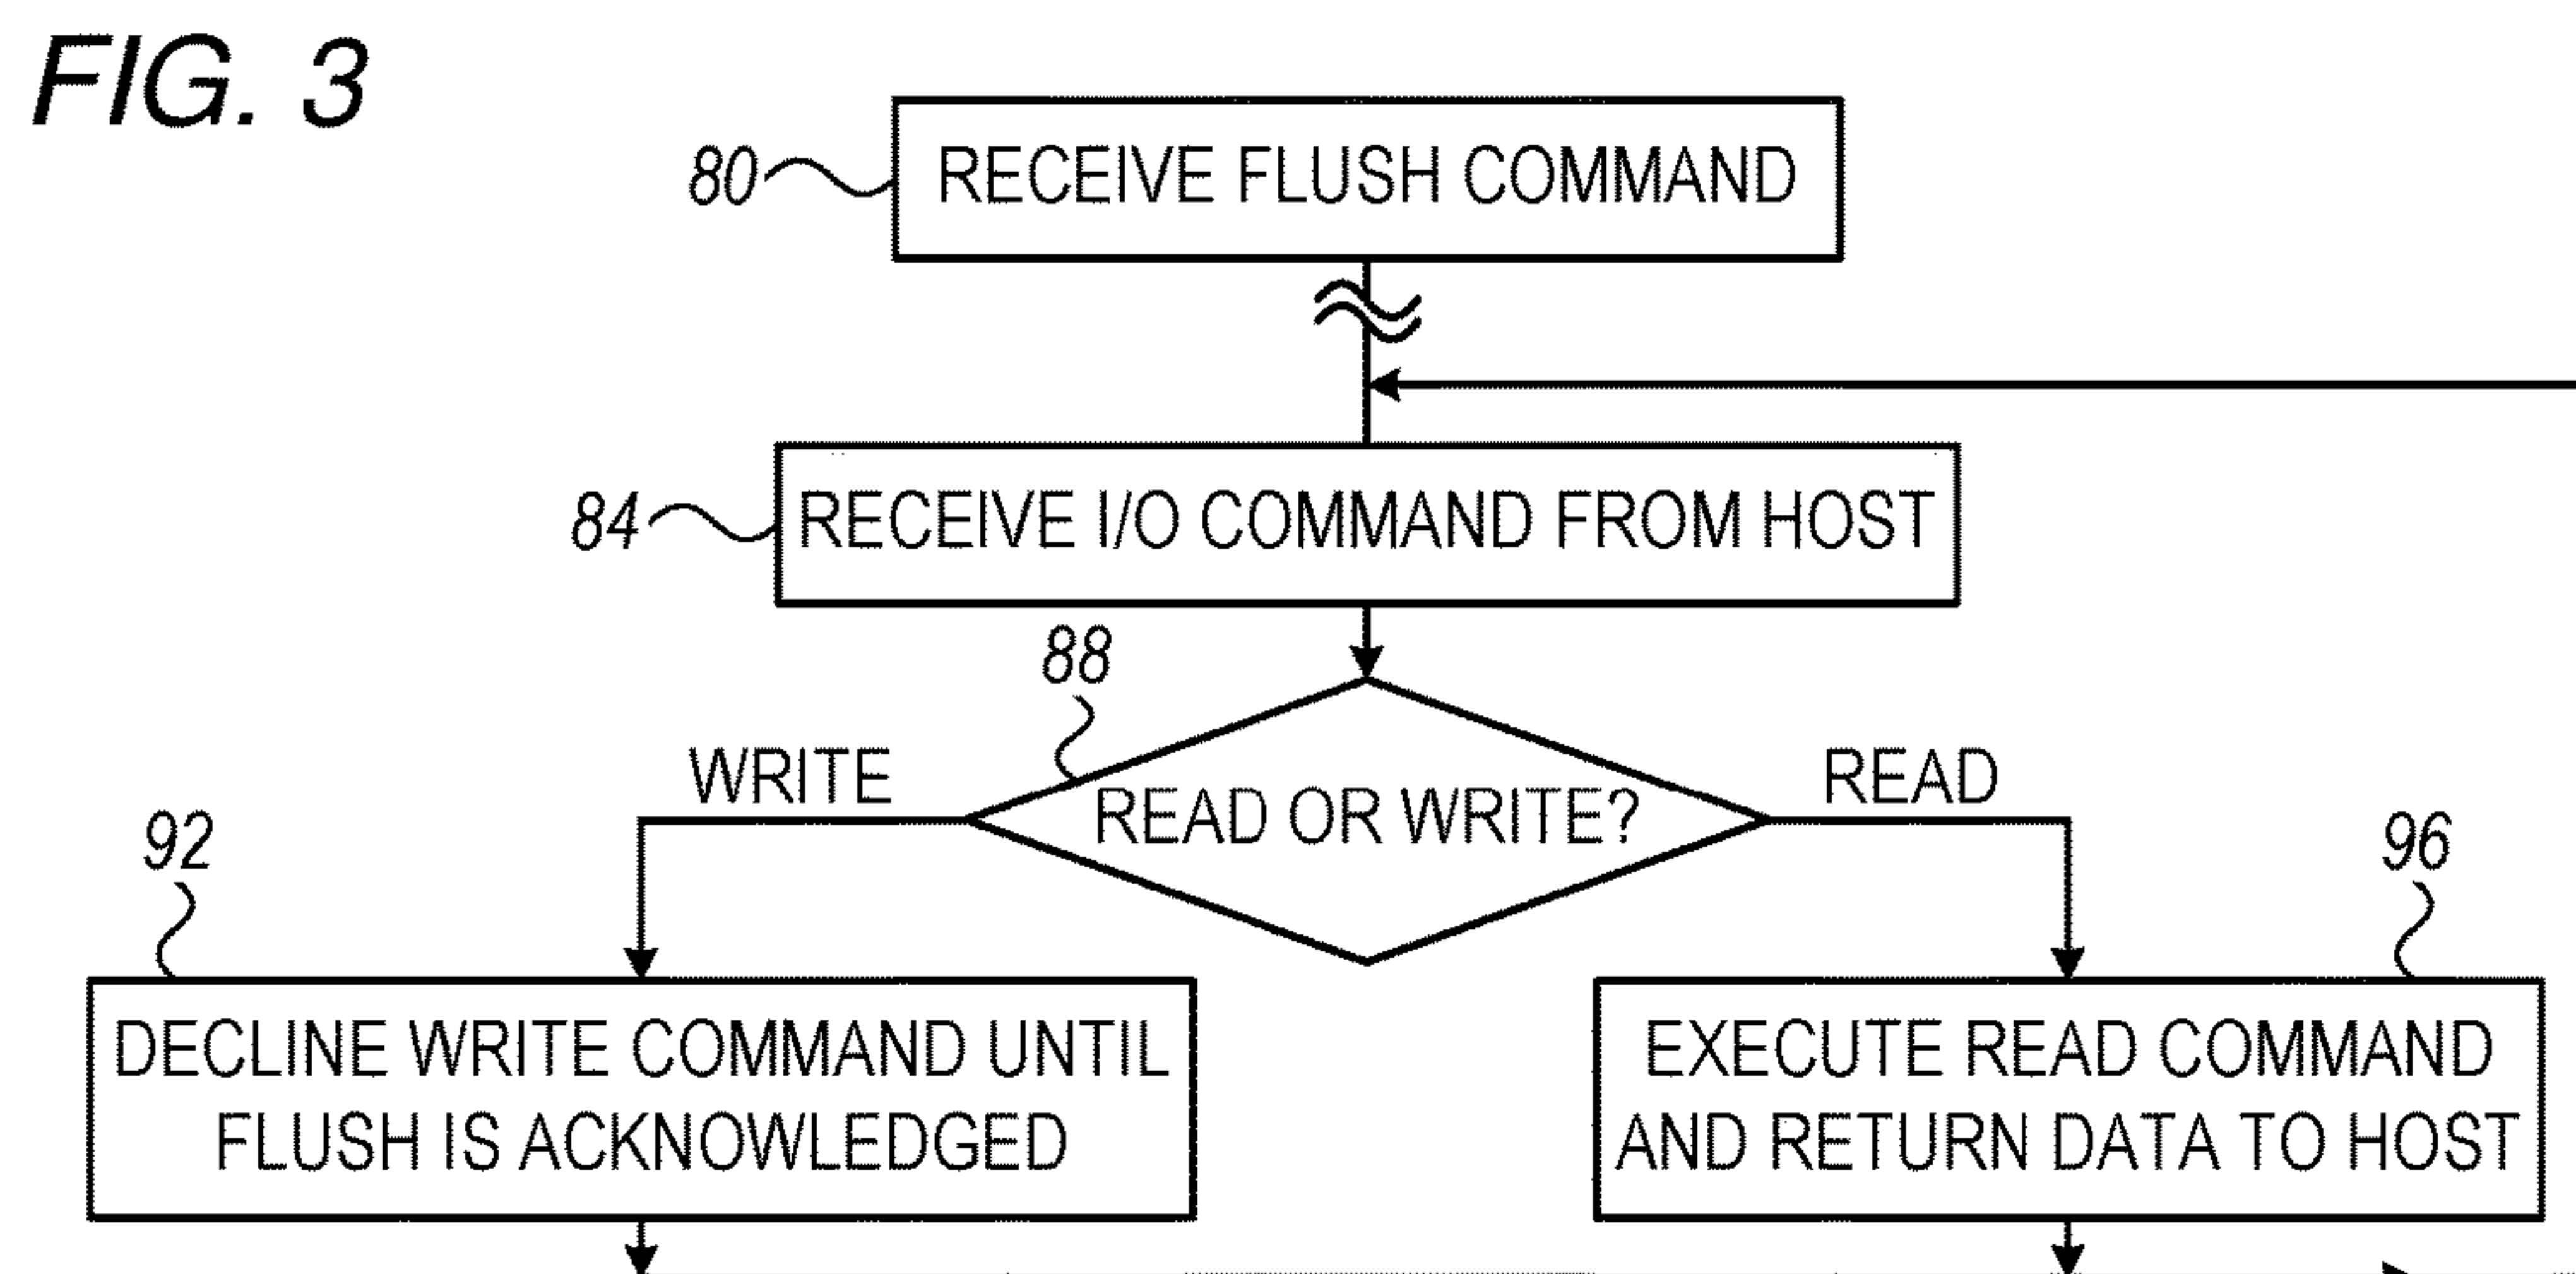 FIG. 3
80
RECEIVE FLUSH COMMAND
84
RECEIVE I/O COMMAND FROM HOST
88
WRITE
READ OR WRITE?
READ
92
96
DECLINE WRITE COMMAND UNTIL
FLUSH IS ACKNOWLEDGED
EXECUTE READ COMMAND
AND RETURN DATA TO HOST